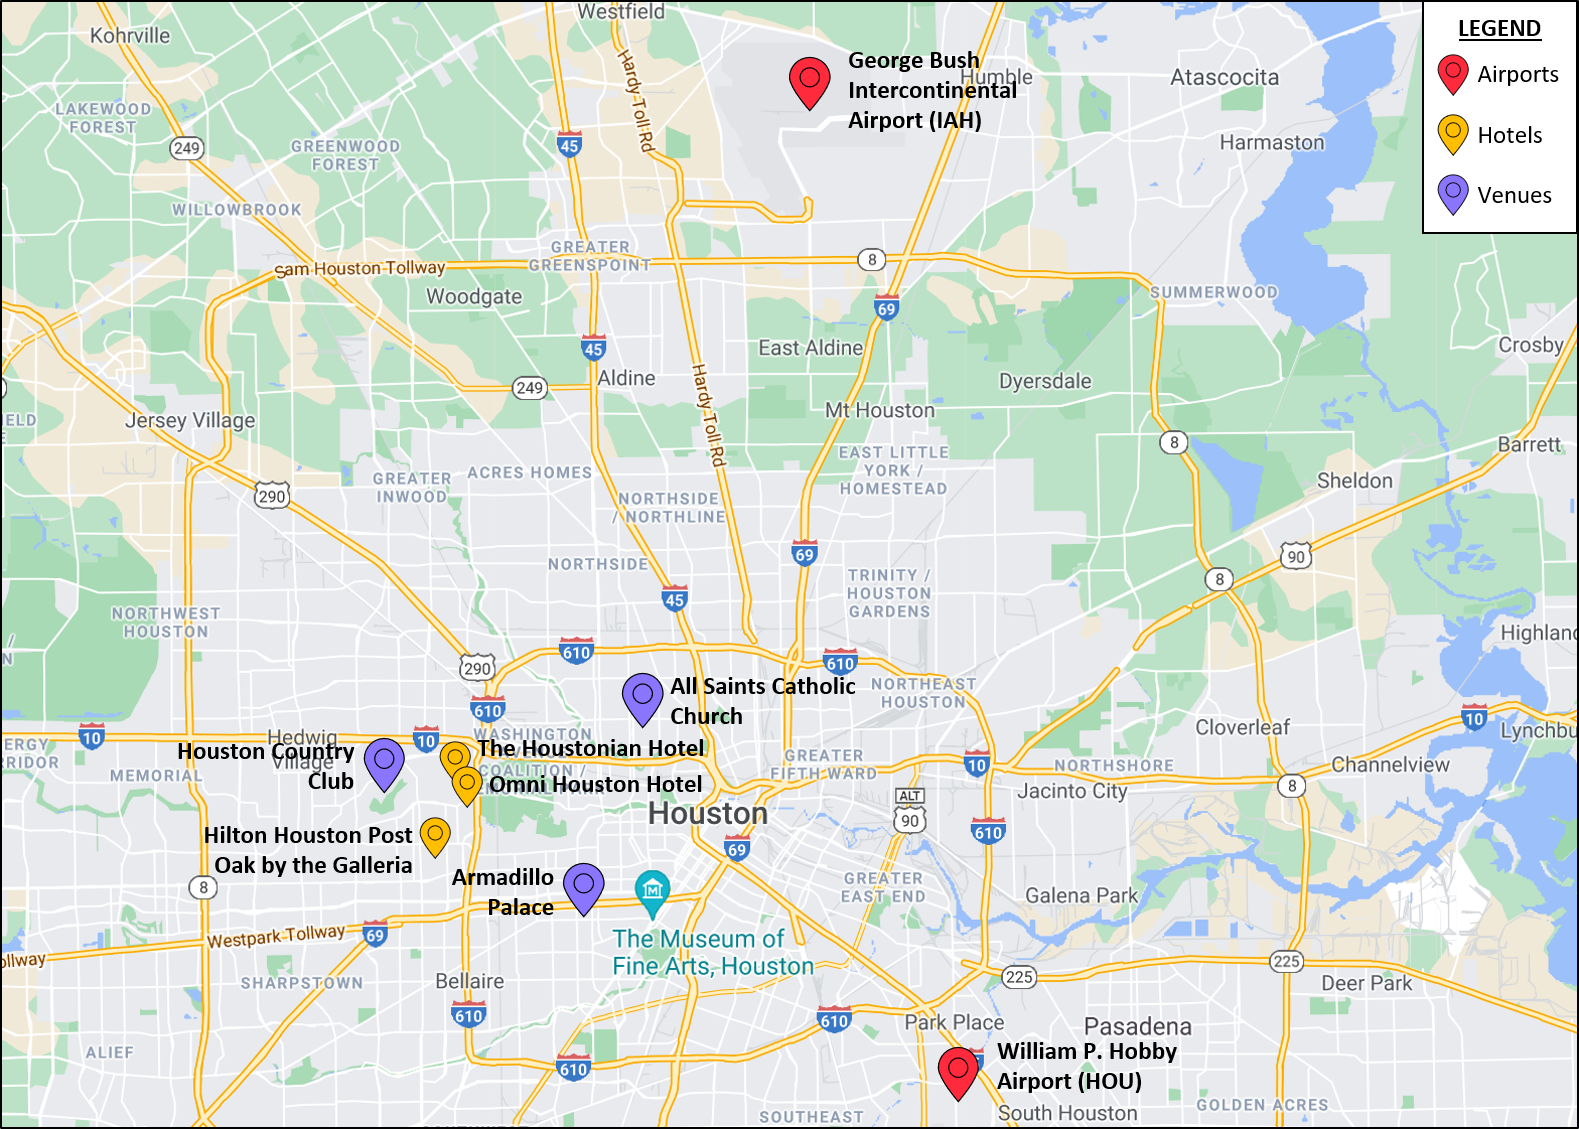 Westfield
Kohrville
LEGEND
Airports
Hotels
Venues
George Bush
Intercontinental
Airport (IAH)
Humble
Atascocita
Hardy Toll Rd
LAKEWOOD
FOREST
249
GREENWOOD
FOREST
45
Harmaston
WILLOWBROOK
GREATER
GREENSPOINT
8
Sam Houston Tollway
Woodgate
SUMMERWOOD
69
45
East Aldine
Crosby
249
Aldine
Dyersdale
Hardy Toll Rd
Mt Houston
IELD
E
Jersey Village
8
Barrett
EAST LITTLE
YORK /
HOMESTEAD
GREATER
INWOOD
ACRES HOMES
Sheldon
290
NORTHSIDE
/ NORTHLINE
69
90
NORTHSIDE
TRINITY /
HOUSTON
GARDENS
8
45
NORTHWEST
HOUSTON
Highland
/
N
610
610
290
All Saints Catholic
Church
NORTHEAST
HOUSTON
610
10
Cloverleaf
Lynchbu
10
Hedwig
Village
10
WASHINGTON
COALITION /
ERGY
RRIDOR
Houston Country
Club
The Houstonian Hotel
Omni Houston Hotel
MEMORIAL
GREATER
FIFTH WARD
10
NORTHSHORE
Channelview
Jacinto City
8
Houston
ALT
90
610
Hilton Houston Post
Oak by the Galleria
69
8
Armadillo
Palace
GREATER
EAST END
Galena Park
M
Westpark Tollway
69
ollway
The Museum of
Fine Arts, Houston
225
225
SHARPSTOWN
Bellaire
Deer Park
610
610
Park Place
Pasadena
ALIEF
610
William P. Hobby
Airport (HOU)
South Houston
GOLDEN ACRES
SOUTHEAST